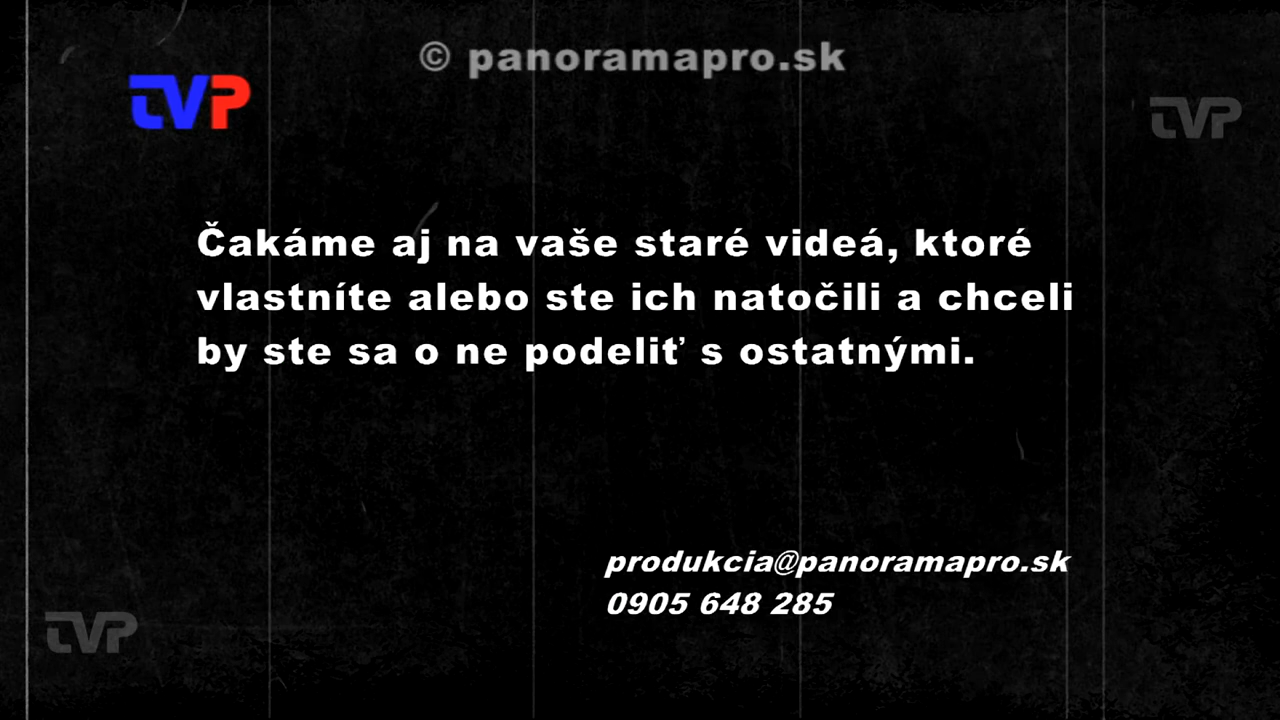 © panoramapro.sk
TVP
TVP
Čakáme aj na vaše staré videá, ktoré
vlastníte alebo ste ich natočili a chceli
by ste sa o ne podeliť s ostatnými.
produkcia@panoramapro.sk
0905 648 285
TVP